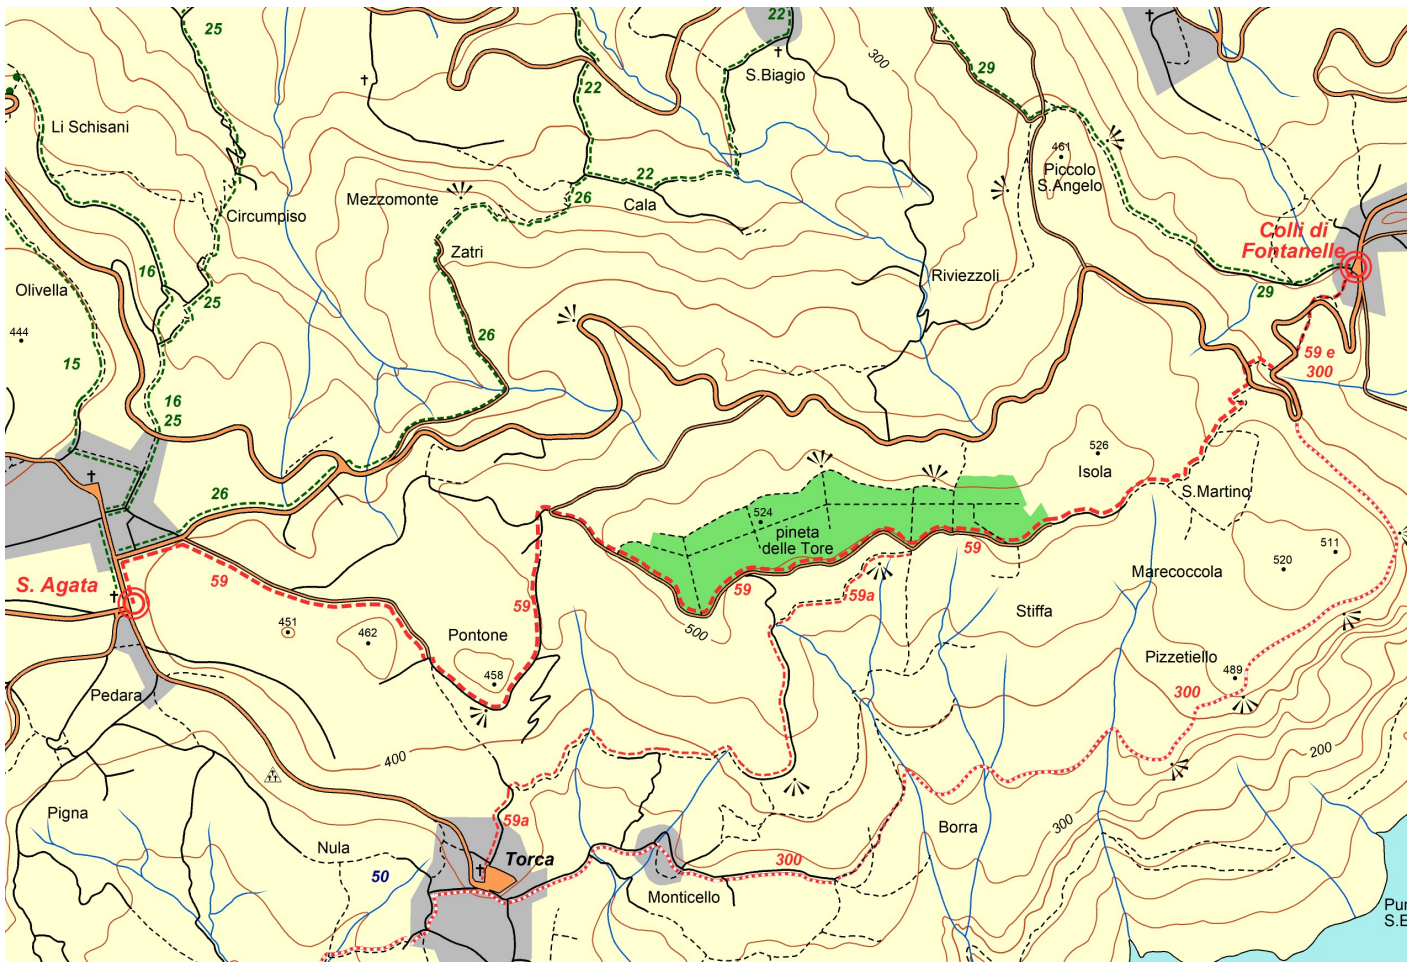 25
22
22
S.Biagio
300
29
Li Schisani
461
Piccolo
S.Angelo
22
26
Cala
Mezzomonte
Circumpiso
Zatri
Colli di
Fontanelle
16
25
Olivella
Riviezzoli
29
444
26
15
59 e
300
16
25
526
Isola
26
S.Martino
524
pineta
delle Tore
511
520
S. Agata
59
59
59
59a
59
Marecoccola
Stiffa
451
462
Pontone
500
458
Pizzetiello
489
300
Pedara
400
200
Pigna
59a
Borra
300
Nula
Torca
50
300
Monticello
Pun
S.E